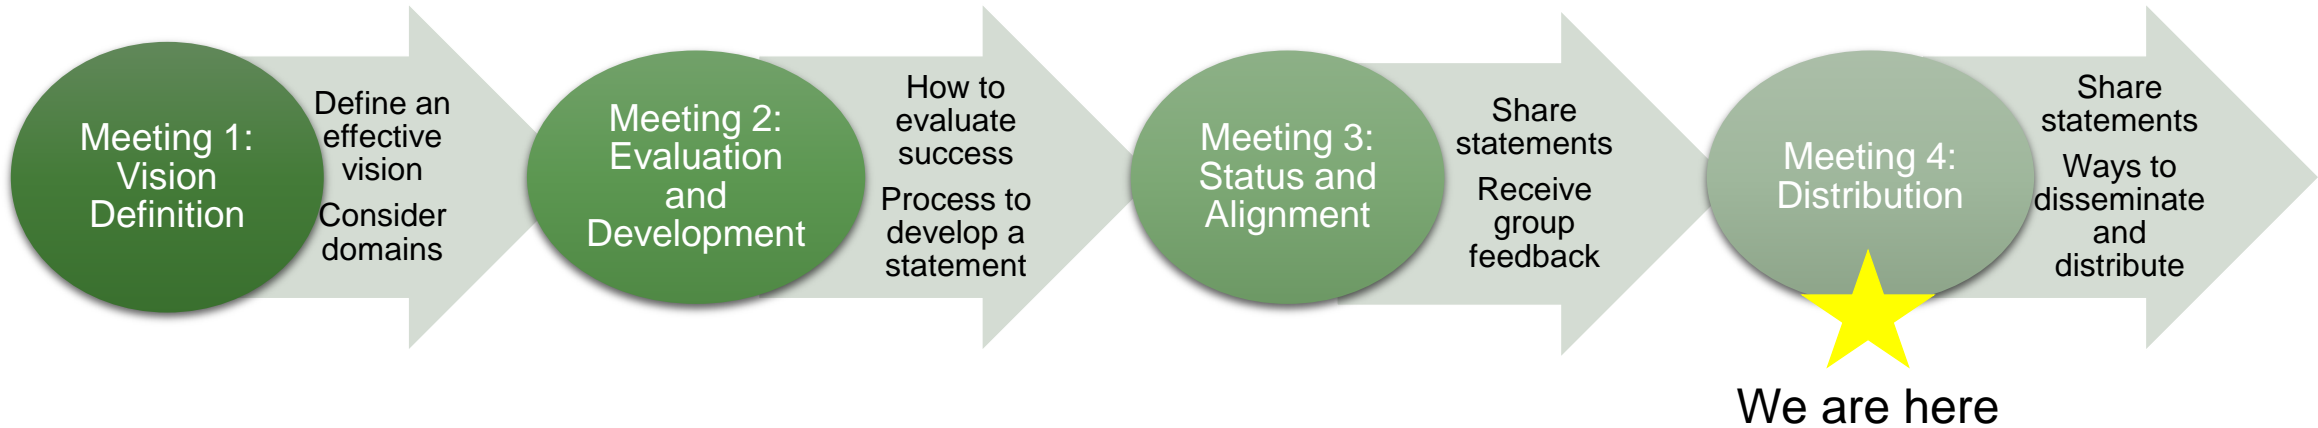 Meeting 1:
Vision
Definition
Define an
effective
vision
Consider
domains
Meeting 2:
Evaluation
and
Development
How to
evaluate
success
Process to
develop a
statement
Meeting 3:
Status and
Alignment
Share
statements
Receive
group
feedback
Meeting 4:
Distribution
Share
statements
Ways to
disseminate
and
distribute
We are here